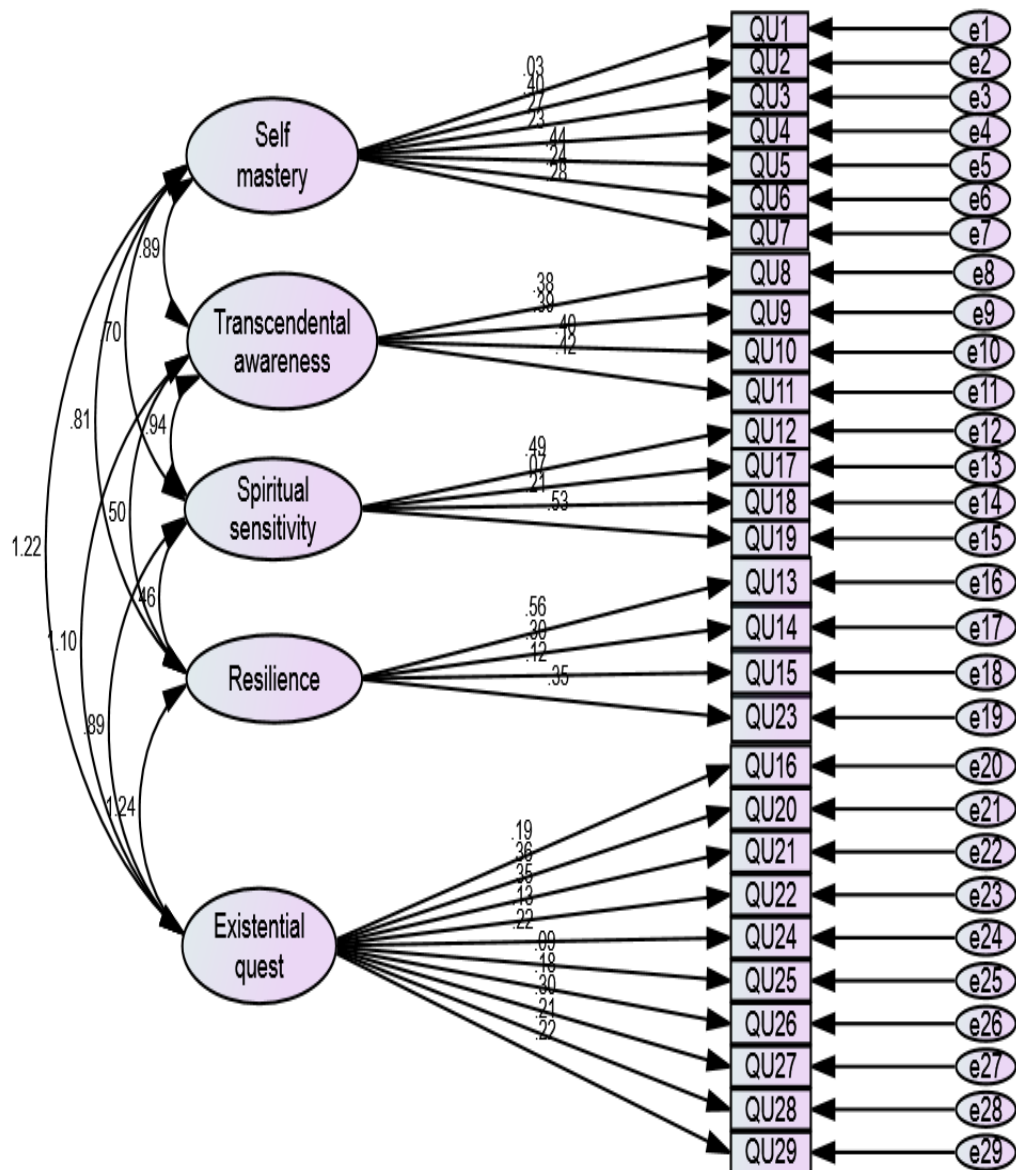 QU1
e1
QU2
e2
.03
.40
QU3
e3
.27
.23
Self
mastery
QU4
e4
.44
QU5
e5
.24
.28
QU6
e6
QU7
e7
.89
QU8
e8
.38
.39
QU9
e9
Transcendental
awareness
.40
.42
QU10
e10
70
QU11
e11
.81
.94
QU12
e12
.49
.07
QU17
e13
.21
Spiritual
sensitivity
.53
QU18
e14
50
1.22
QU19
e15
QU13
e16
46
.56
.30
QU14
e17
1.10
.12
Resilience
.35
QU15
e18
QU23
e19
.89
QU16
e20
1.24
QU20
e21
.19
.36
QU21
e22
.35
.13
QU22
e23
.22
Existential
quest
.09
QU24
e24
.18
QU25
e25
.30
.21
QU26
e26
.22
QU27
e27
QU28
e28
QU29
e29